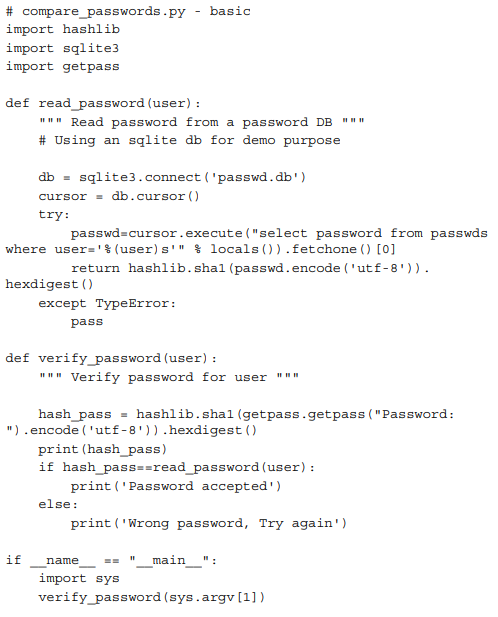 # compare_passwords.py - basic
import hashlib
import sqlite3
import getpass

def read_password(user):
    """ Read password from a password DB """
    # Using an sqlite db for demo purpose

    db = sqlite3.connect('passwd.db')
    cursor = db.cursor()
    try:
        passwd=cursor.execute("select password from passwds
where user='%(user)s'" % locals()).fetchone()[0]
        return hashlib.sha1(passwd.encode('utf-8')).
hexdigest()
    except TypeError:
        pass

def verify_password(user):
    """ Verify password for user """

    hash_pass = hashlib.sha1(getpass.getpass("Password:
").encode('utf-8')).hexdigest()
    print(hash_pass)
    if hash_pass==read_password(user):
        print('Password accepted')
    else:
        print('Wrong password, Try again')

if __name__ == "__main__":
    import sys
    verify_password(sys.argv[1])